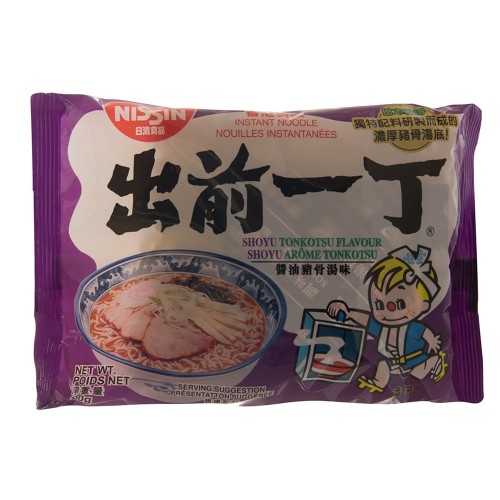 NISSIN
日清食品
INSTANT NOODLE
NOUILLES INSTANTANÉES
獨特配料研製而成的
濃厚豬骨湯底!
出前一丁
®
SHOYU TONKOTSU FLAVOUR
SHOYU ARÔME TONKOTSU
醬油豬骨湯味
NET WT.
POIDS NET
SERVING SUGGESTION
PRÉSENTATION SUGGÉRÉE